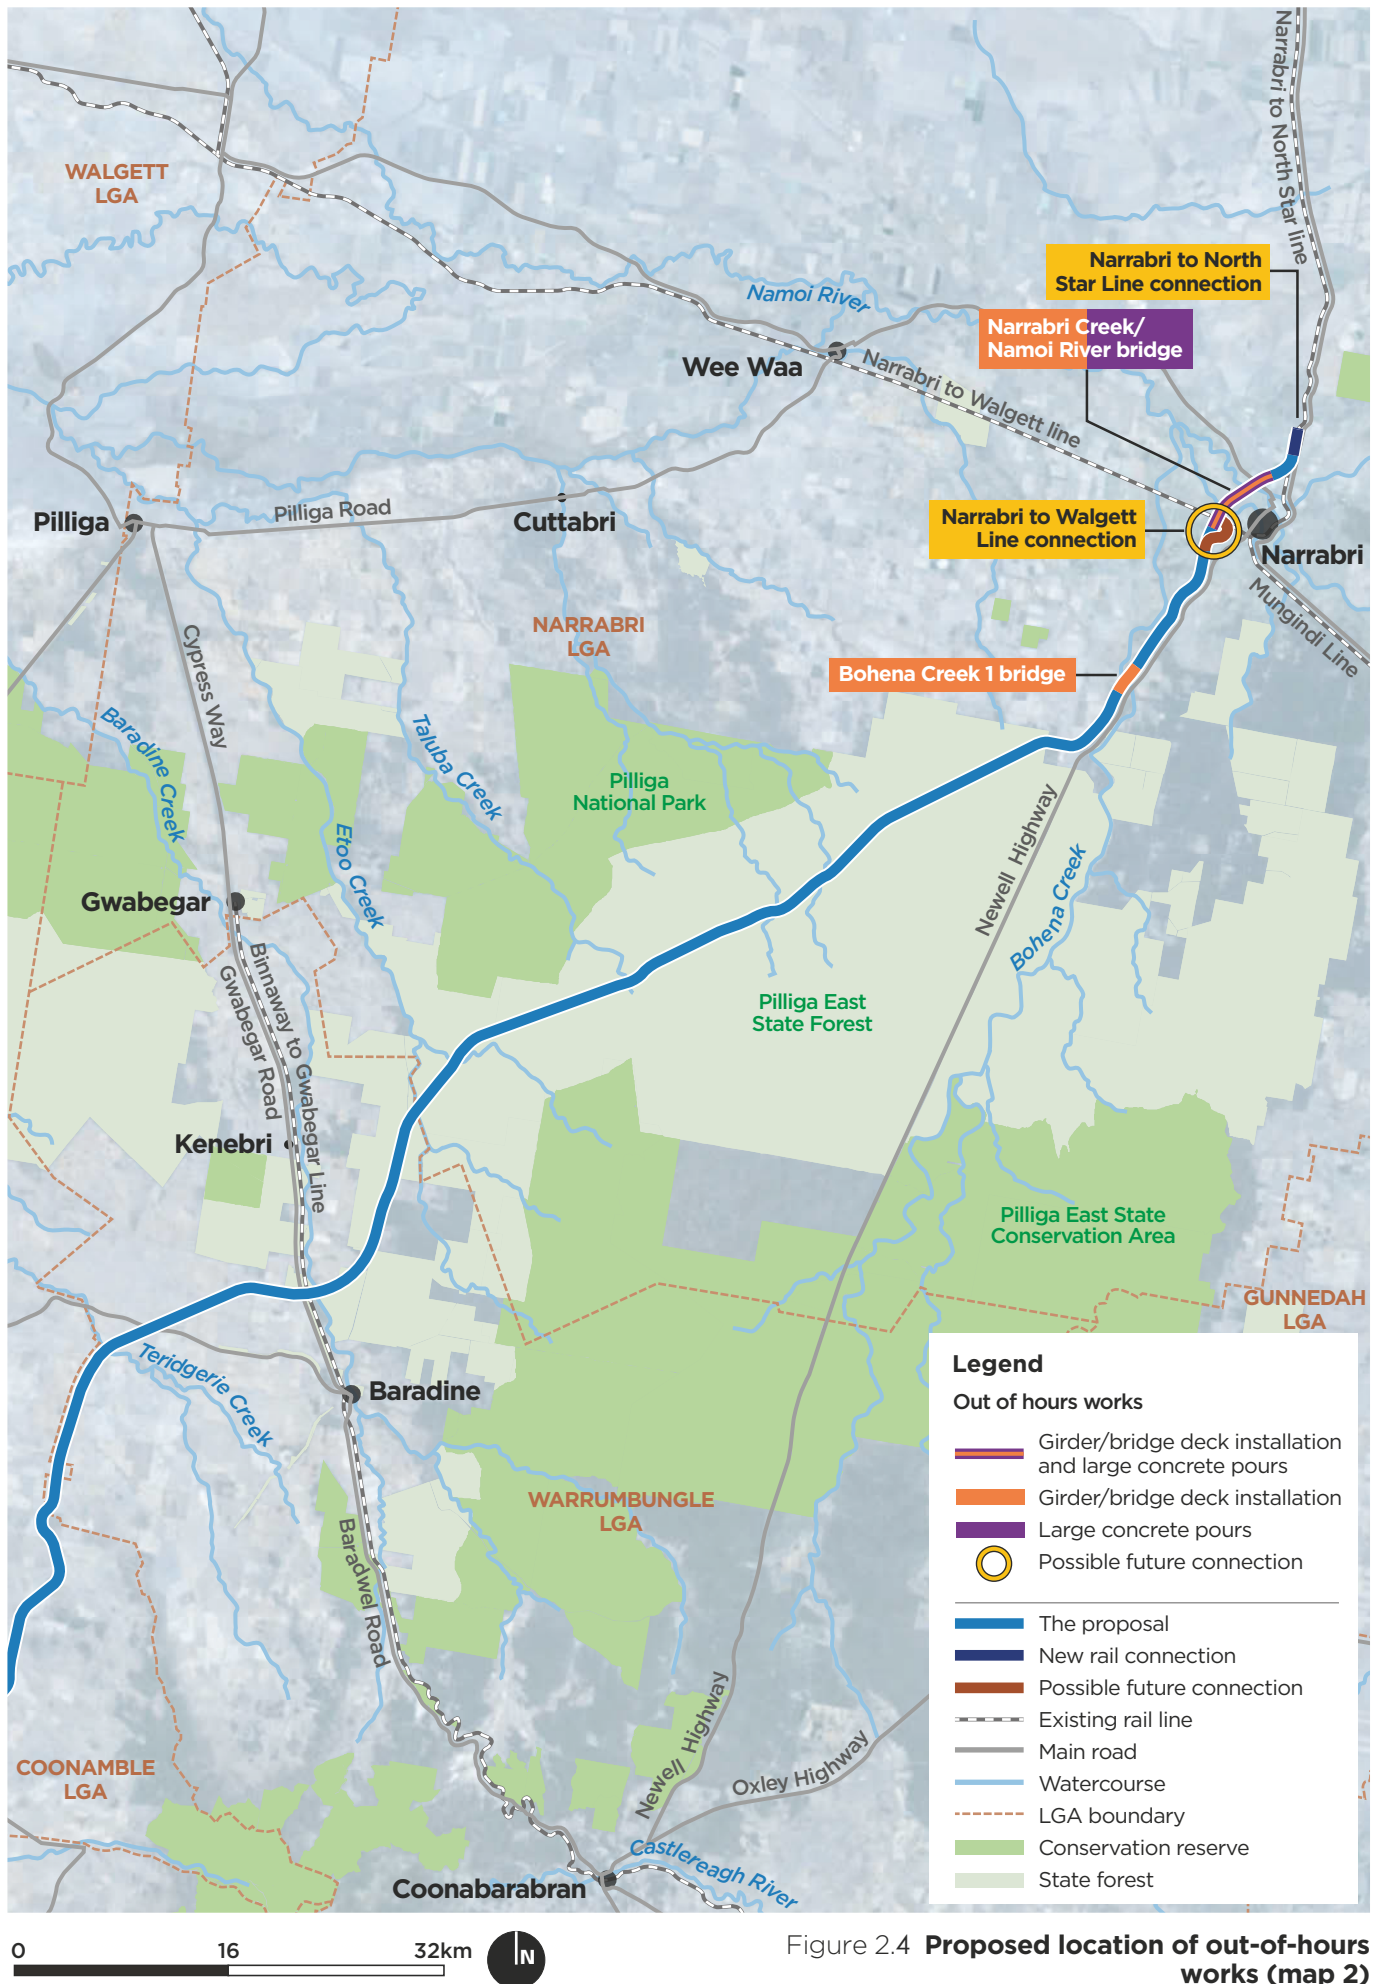 Narrabri to North Star line
WALGETT
LGA
Narrabri to North
Star Line connection
Namoi River
Narrabri Creek/
Namoi River bridge
Wee Waa
Narrabri to Walgett line
Pilliga
Pilliga Road
Cuttabri
Narrabri to Walgett
Line connection
Narrabri
Mungindi Line
NARRABRI
LGA
Bohena Creek 1 bridge
Cypress Way
Baradine Creek
Taluba Creek
Pilliga
National Park
Etoo Creek
Newell Highway
Bohena Creek
Gwabegar
Binnaway to Gwabegar Line
Gwabegar Road
Pilliga East
State Forest
Kenebri
Pilliga East State
Conservation Area
GUNNEDAH
LGA
Teridgerie Creek
Baradine
WARRUMBUNGLE
LGA
Baradwel Road
Newell Highway
Oxley Highway
COONAMBLE
LGA
Castlereagh River
Coonabarabran
Legend
Out of hours works
Girder/bridge deck installation
and large concrete pours
Girder/bridge deck installation
Large concrete pours
Possible future connection
The proposal
New rail connection
Possible future connection
Existing rail line
Main road
Watercourse
LGA boundary
Conservation reserve
State forest
0 16 32km
N
Figure 2.4 Proposed location of out-of-hours
works (map 2)